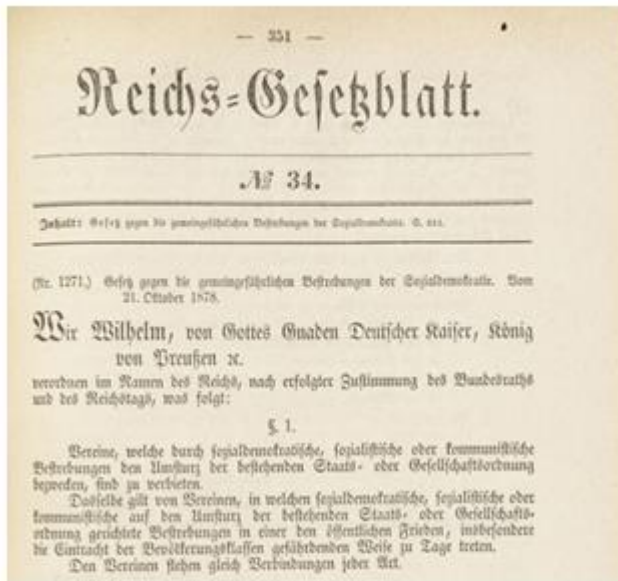 — 351 —
Reichs-Gesetzblatt.
№ 34.
Inhalt: Gesetz gegen die gemeingefährlichen Bestrebungen der Sozialdemokratie. S. 351.
(Nr. 1271.) Gesetz gegen die gemeingefährlichen Bestrebungen der Sozialdemokratie. Vom
21. Oktober 1878.
Wir Wilhelm, von Gottes Gnaden Deutscher Kaiser, König
von Preußen ꝛc.
verordnen im Namen des Reichs, nach erfolgter Zustimmung des Bundesraths
und des Reichstags, was folgt:
§. 1.
Vereine, welche durch sozialdemokratische, sozialistische oder kommunistische
Bestrebungen den Umsturz der bestehenden Staats- oder Gesellschaftsordnung
bezwecken, sind zu verbieten.
Dasselbe gilt von Vereinen, in welchen sozialdemokratische, sozialistische oder
kommunistische auf den Umsturz der bestehenden Staats- oder Gesellschafts-
ordnung gerichtete Bestrebungen in einer den öffentlichen Frieden, insbesondere
die Eintracht der Bevölkerungsklassen gefährdenden Weise zu Tage treten.
Den Vereinen stehen gleich Verbindungen jeder Art.